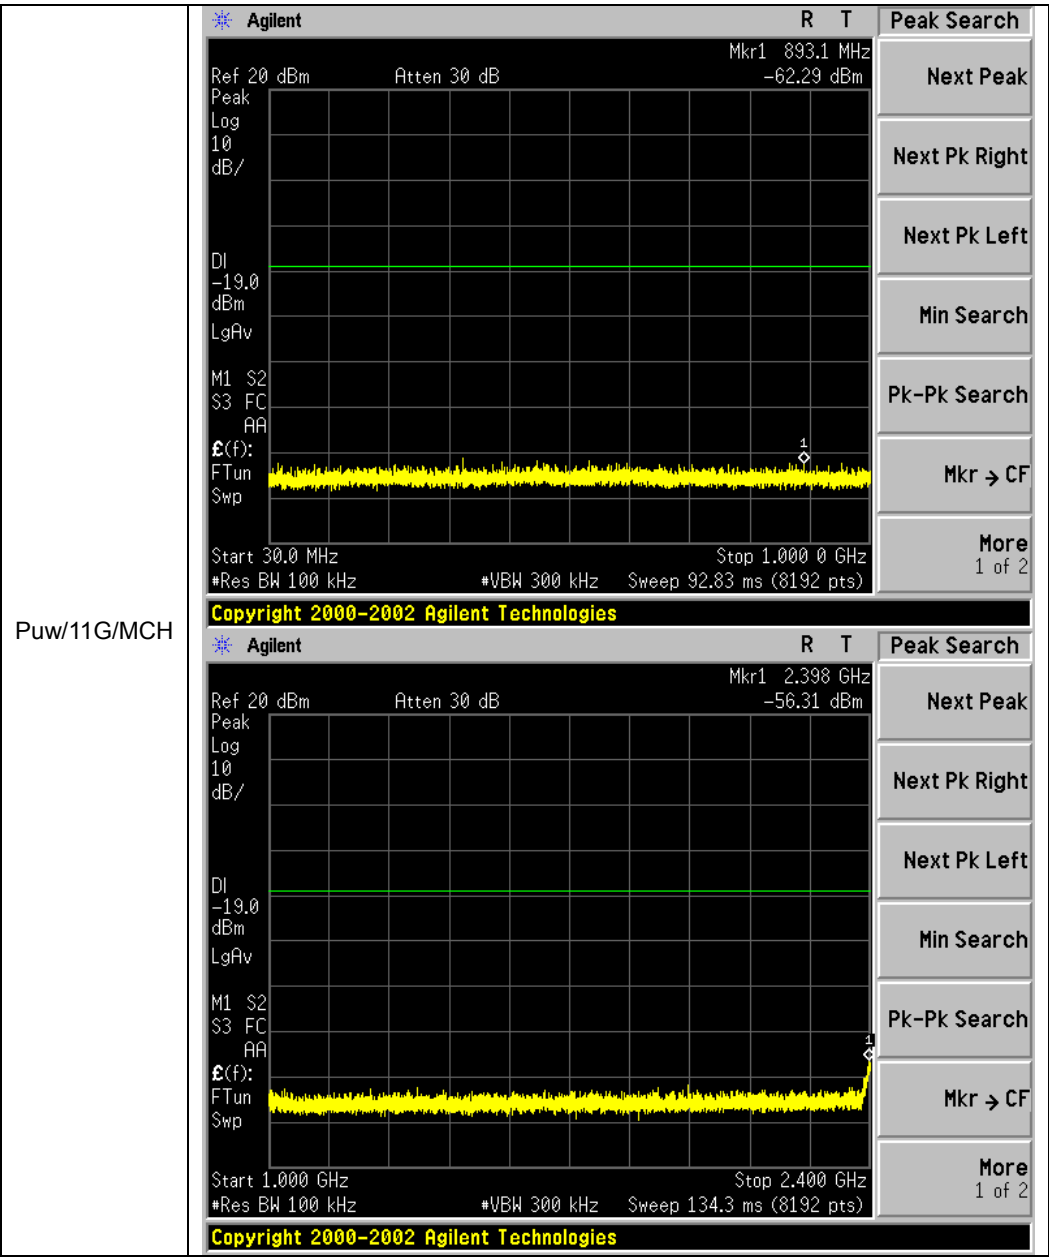 Puw/11G/MCH
Agilent R T Peak Search
Mkr1 893.1 MHz
Ref 20 dBm Atten 30 dB -62.29 dBm
Peak
Log
10
dB/
DI
-19.0
dBm
LgAv
M1 S2
S3 FC
AA
£(f):
FTun
Swp
1
Start 30.0 MHz Stop 1.000 0 GHz
#Res BW 100 kHz #VBW 300 kHz Sweep 92.83 ms (8192 pts)
Copyright 2000-2002 Agilent Technologies
Next Peak
Next Pk Right
Next Pk Left
Min Search
Pk-Pk Search
Mkr → CF
More
1 of 2
Agilent R T Peak Search
Mkr1 2.398 GHz
Ref 20 dBm Atten 30 dB -56.31 dBm
Peak
Log
10
dB/
DI
-19.0
dBm
LgAv
M1 S2
S3 FC
AA
£(f):
FTun
Swp
1
Start 1.000 GHz Stop 2.400 GHz
#Res BW 100 kHz #VBW 300 kHz Sweep 134.3 ms (8192 pts)
Copyright 2000-2002 Agilent Technologies
Next Peak
Next Pk Right
Next Pk Left
Min Search
Pk-Pk Search
Mkr → CF
More
1 of 2